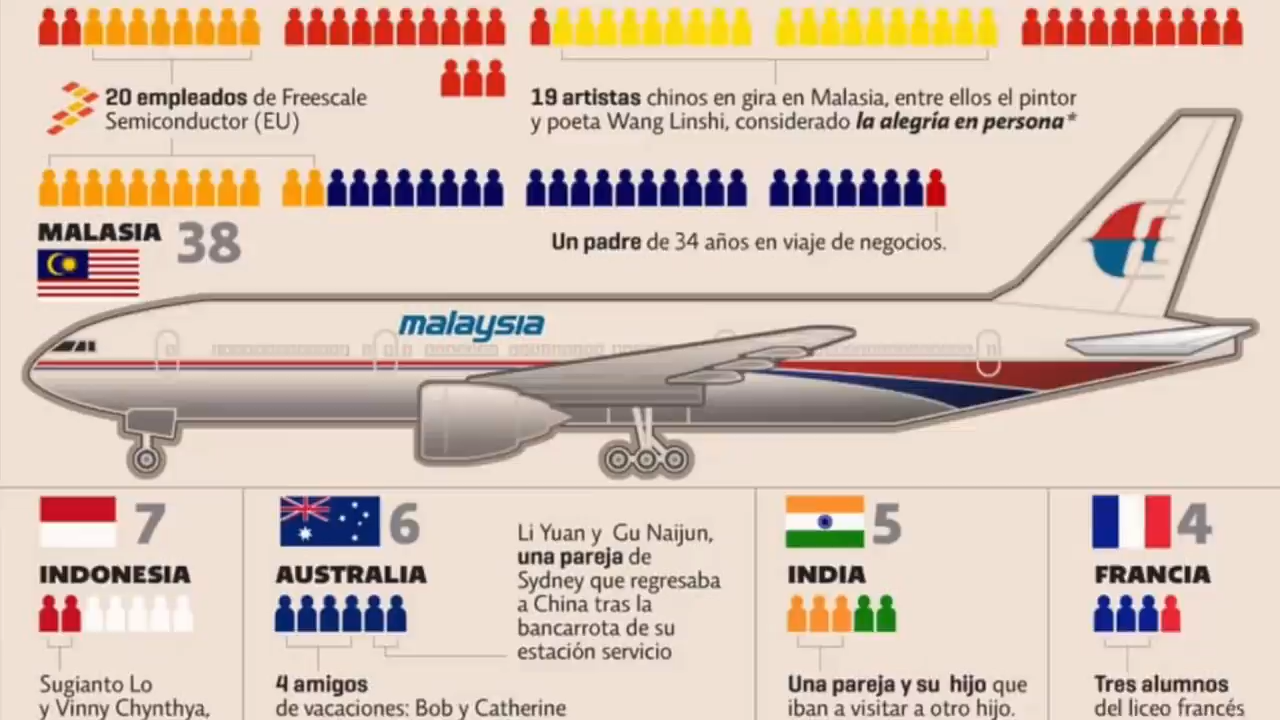 20 empleados de Freescale
Semiconductor (EU)
19 artistas chinos en gira en Malasia, entre ellos el pintor
y poeta Wang Linshi, considerado la alegría en persona*
MALASIA 38
Un padre de 34 años en viaje de negocios.
malaysia
7
INDONESIA
Sugianto Lo
y Vinny Chynthya,
6
AUSTRALIA
4 amigos
de vacaciones: Bob y Catherine
Li Yuan y Gu Naijun,
una pareja de
Sydney que regresaba
a China tras la
bancarrota de su
estación servicio
5
INDIA
Una pareja y su hijo que
iban a visitar a otro hijo.
4
FRANCIA
Tres alumnos
del liceo francés